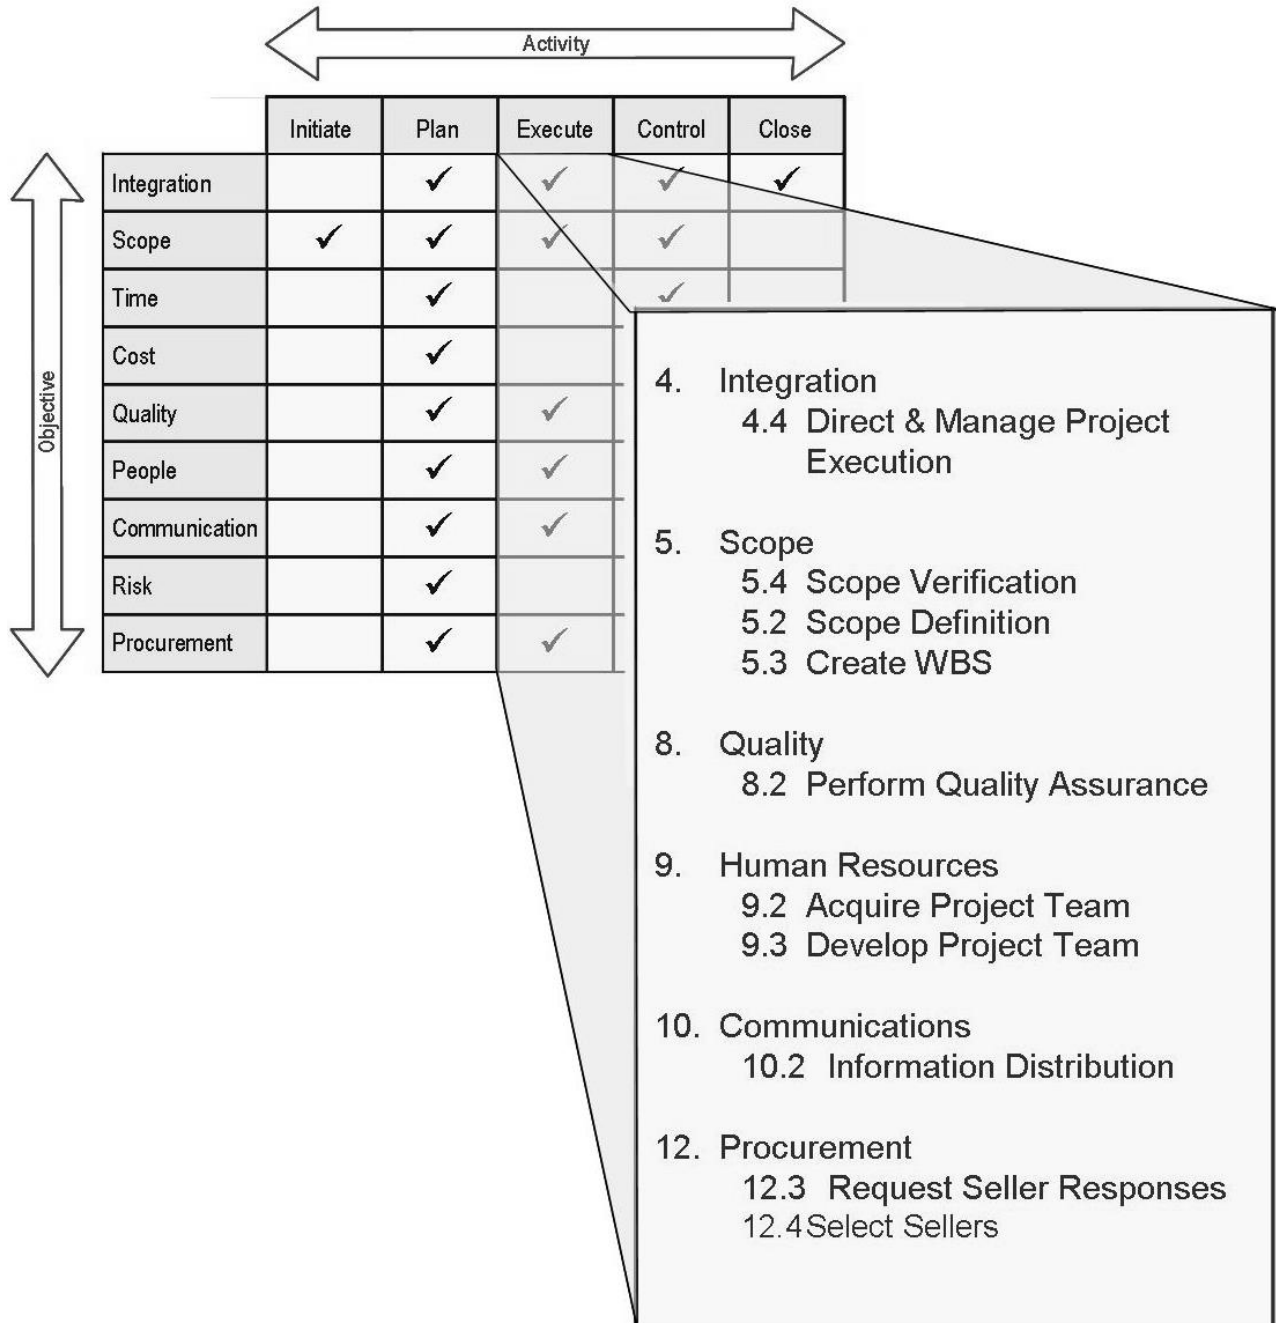 Activity
Initiate Plan Execute Control Close
Objective
Integration
Scope
Time
Cost
Quality
People
Communication
Risk
Procurement
4. Integration
4.4 Direct & Manage Project
Execution
5. Scope
5.4 Scope Verification
5.2 Scope Definition
5.3 Create WBS
8. Quality
8.2 Perform Quality Assurance
9. Human Resources
9.2 Acquire Project Team
9.3 Develop Project Team
10. Communications
10.2 Information Distribution
12. Procurement
12.3 Request Seller Responses
12.4 Select Sellers